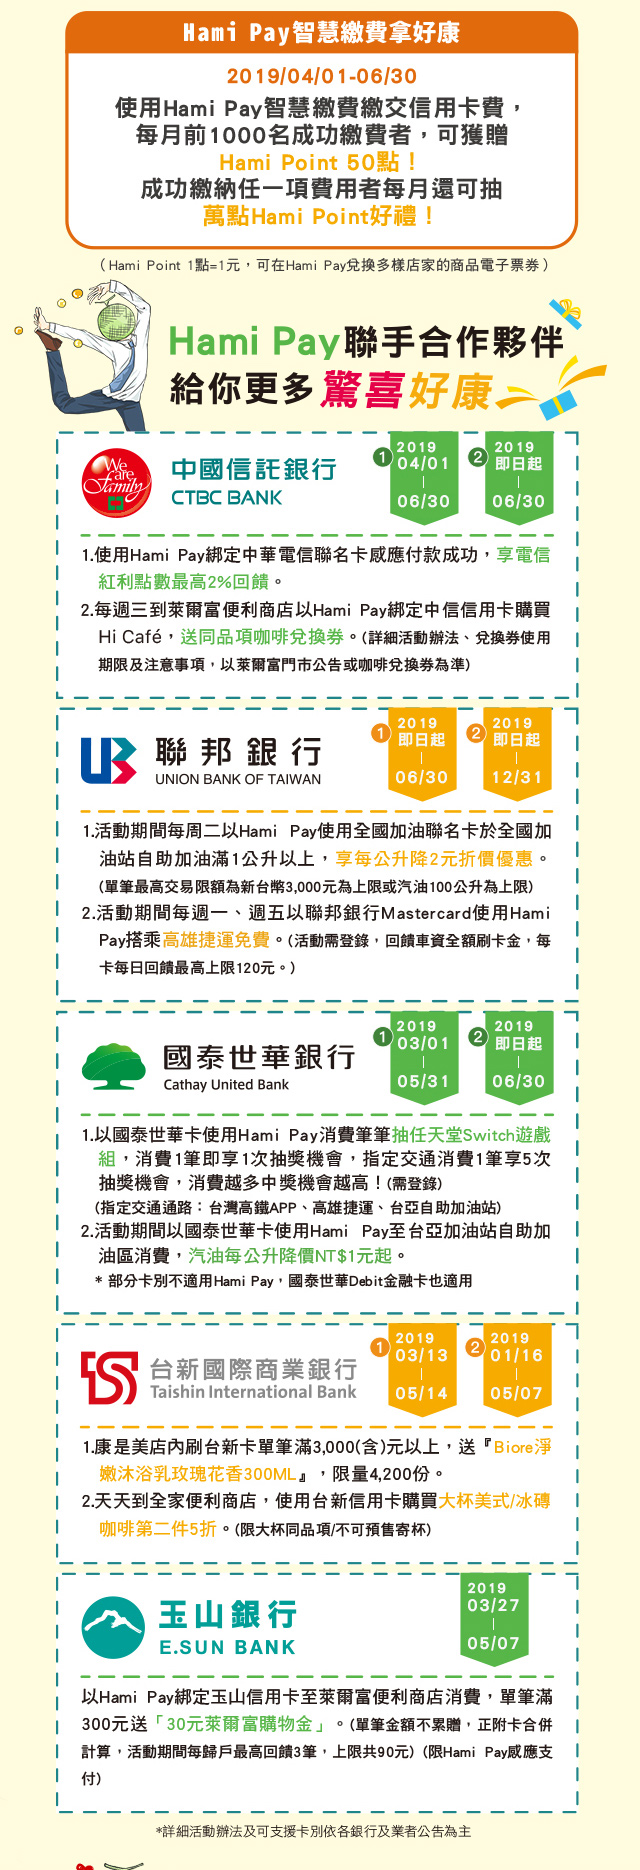 Hami Pay智慧繳費拿好康
2019/04/01-06/30
使用Hami Pay智慧繳費繳交信用卡費，
每月前1000名成功繳費者，可獲贈
Hami Point 50點！
成功繳納任一項費用者每月還可抽
萬點Hami Point好禮！
（Hami Point 1點=1元，可在Hami Pay兌換多樣店家的商品電子票券）
Hami Pay聯手合作夥伴
給你更多驚喜好康
We are Family
中國信託銀行
CTBC BANK
1 2019 04/01 | 06/30
2 2019 即日起 | 06/30
1.使用Hami Pay綁定中華電信聯名卡感應付款成功，享電信
紅利點數最高2%回饋。
2.每週三到萊爾富便利商店以Hami Pay綁定中信信用卡購買
Hi Café，送同品項咖啡兌換券。(詳細活動辦法、兌換券使用
期限及注意事項，以萊爾富門市公告或咖啡兌換券為準)
聯邦銀行
UNION BANK OF TAIWAN
1 2019 即日起 | 06/30
2 2019 即日起 | 12/31
1.活動期間每周二以Hami Pay使用全國加油聯名卡於全國加
油站自助加油滿1公升以上，享每公升降2元折價優惠。
(單筆最高交易限額為新台幣3,000元為上限或汽油100公升為上限)
2.活動期間每週一、週五以聯邦銀行Mastercard使用Hami
Pay搭乘高雄捷運免費。(活動需登錄，回饋車資全額刷卡金，每
卡每日回饋最高上限120元。)
國泰世華銀行
Cathay United Bank
1 2019 03/01 | 05/31
2 2019 即日起 | 06/30
1.以國泰世華卡使用Hami Pay消費筆筆抽任天堂Switch遊戲
組，消費1筆即享1次抽獎機會，指定交通消費1筆享5次
抽獎機會，消費越多中獎機會越高！(需登錄)
(指定交通通路：台灣高鐵APP、高雄捷運、台亞自助加油站)
2.活動期間以國泰世華卡使用Hami Pay至台亞加油站自助加
油區消費，汽油每公升降價NT$1元起。
* 部分卡別不適用Hami Pay，國泰世華Debit金融卡也適用
台新國際商業銀行
Taishin International Bank
1 2019 03/13 | 05/14
2 2019 01/16 | 05/07
1.康是美店內刷台新卡單筆滿3,000(含)元以上，送『Biore淨
嫩沐浴乳玫瑰花香300ML』，限量4,200份。
2.天天到全家便利商店，使用台新信用卡購買大杯美式/冰磚
咖啡第二件5折。(限大杯同品項/不可預售寄杯)
玉山銀行
E.SUN BANK
2019 03/27 | 05/07
以Hami Pay綁定玉山信用卡至萊爾富便利商店消費，單筆滿
300元送「30元萊爾富購物金」。(單筆金額不累贈，正附卡合併
計算，活動期間每歸戶最高回饋3筆，上限共90元) (限Hami Pay感應支
付)
*詳細活動辦法及可支援卡別依各銀行及業者公告為主